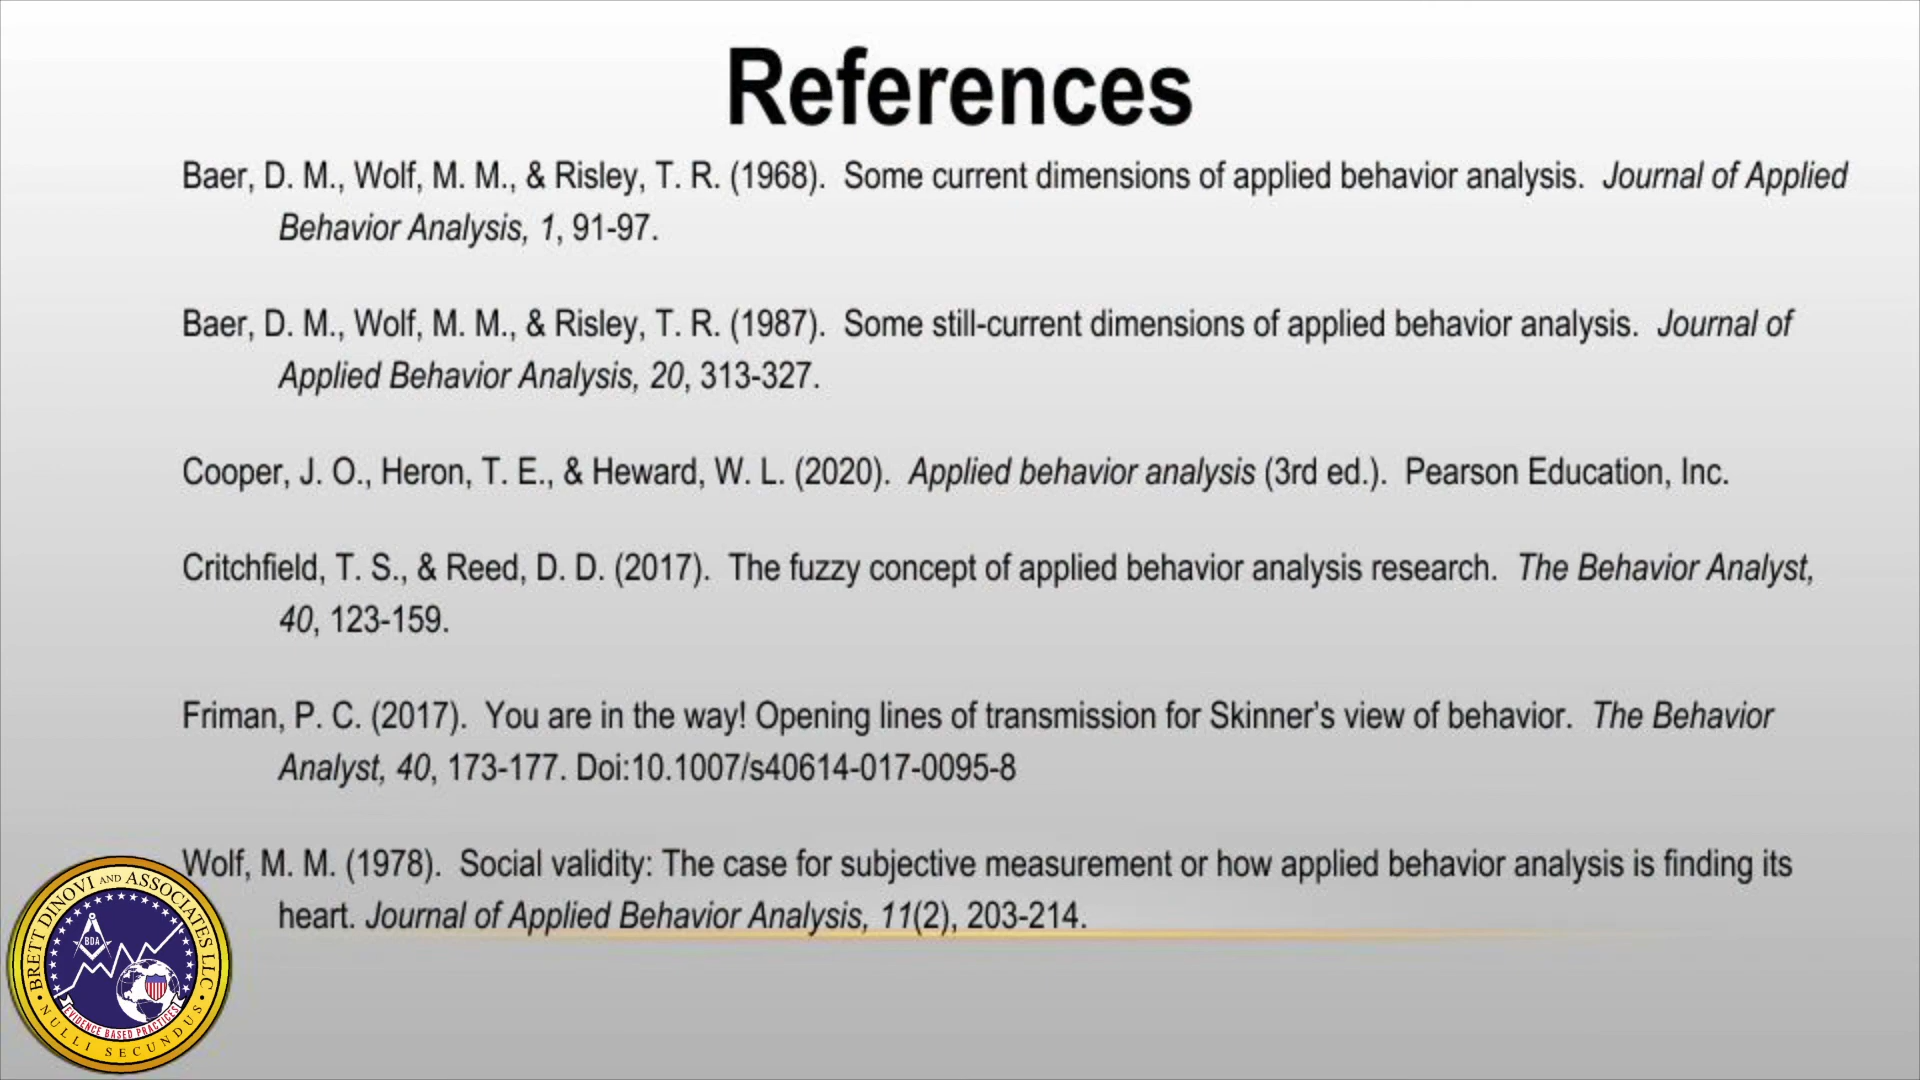 References
Baer, D. M., Wolf, M. M., & Risley, T. R. (1968).  Some current dimensions of applied behavior analysis.  Journal of Applied
Behavior Analysis, 1, 91-97.
Baer, D. M., Wolf, M. M., & Risley, T. R. (1987).  Some still-current dimensions of applied behavior analysis.  Journal of
Applied Behavior Analysis, 20, 313-327.
Cooper, J. O., Heron, T. E., & Heward, W. L. (2020).  Applied behavior analysis (3rd ed.).  Pearson Education, Inc.
Critchfield, T. S., & Reed, D. D. (2017).  The fuzzy concept of applied behavior analysis research.  The Behavior Analyst,
40, 123-159.
Friman, P. C. (2017).  You are in the way! Opening lines of transmission for Skinner’s view of behavior.  The Behavior
Analyst, 40, 173-177. Doi:10.1007/s40614-017-0095-8
Wolf, M. M. (1978).  Social validity: The case for subjective measurement or how applied behavior analysis is finding its
heart. Journal of Applied Behavior Analysis, 11(2), 203-214.
BRETT DINOVI AND ASSOCIATES LLC
BDA
EVIDENCE BASED PRACTICES
• NULLI SECUNDUS •